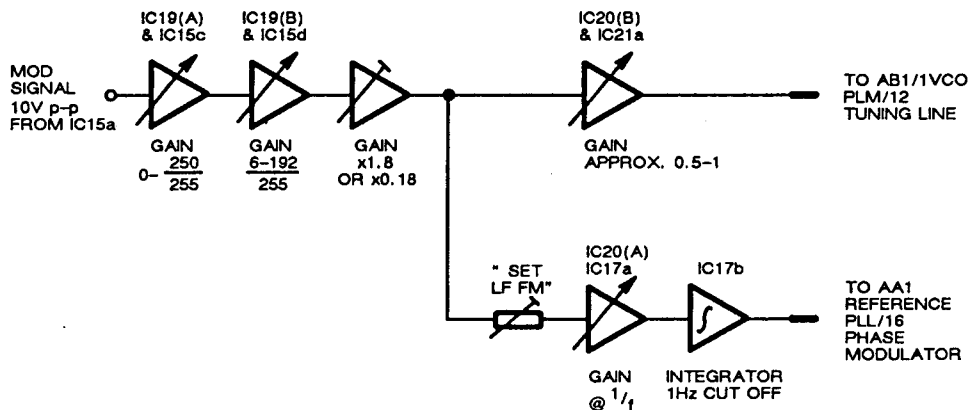 IC19(A)
& IC15c
IC19(B)
& IC15d
IC20(B)
& IC21a
MOD
SIGNAL
10V p-p
FROM IC15a
TO AB1/1VCO
PLM/12
TUNING LINE
GAIN
0- 250
255
GAIN
6-192
255
GAIN
x1.8
OR x0.18
GAIN
APPROX. 0.5-1
" SET
LF FM"
IC20(A)
IC17a
IC17b
∫
TO AA1
REFERENCE
PLL/16
PHASE
MODULATOR
GAIN
@ 1/f
INTEGRATOR
1Hz CUT OFF